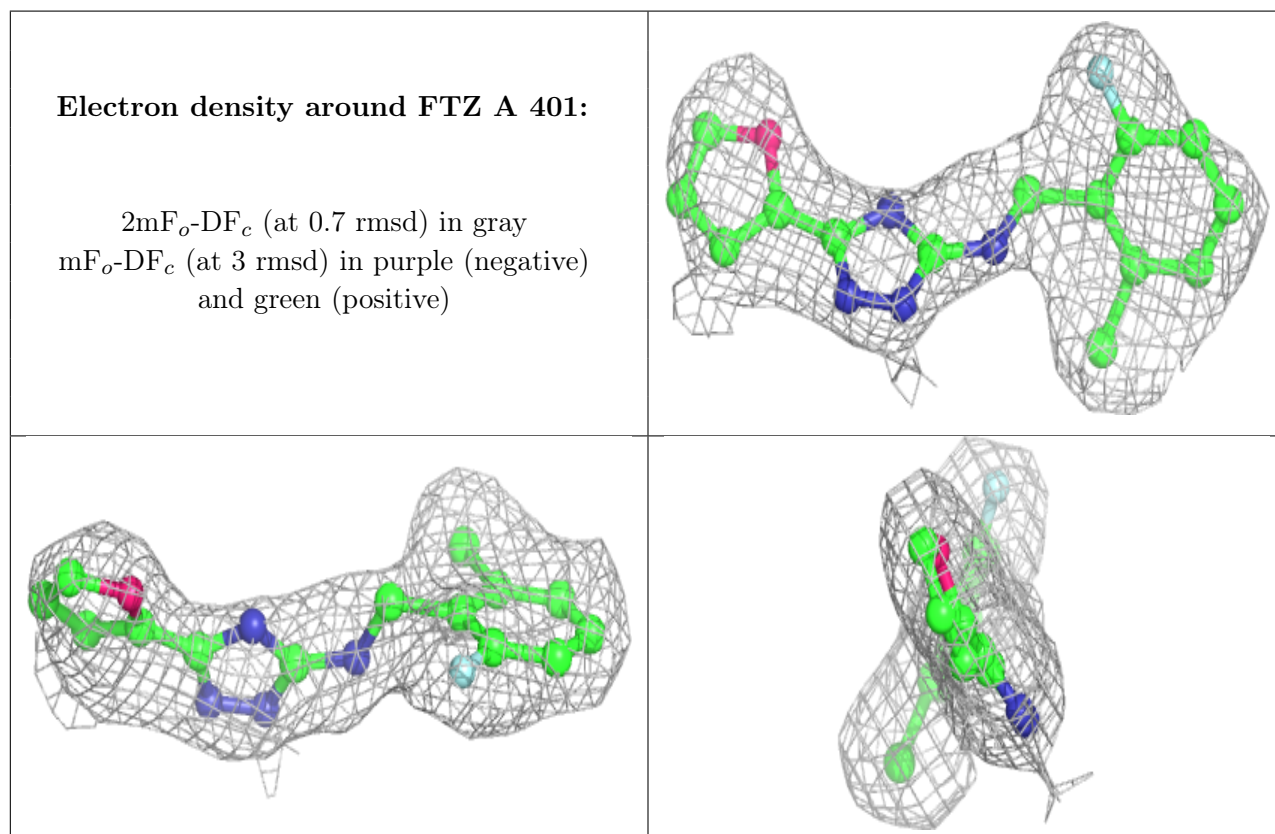 Electron density around FTZ A 401:
2mFo-DFc (at 0.7 rmsd) in gray
mFo-DFc (at 3 rmsd) in purple (negative)
and green (positive)